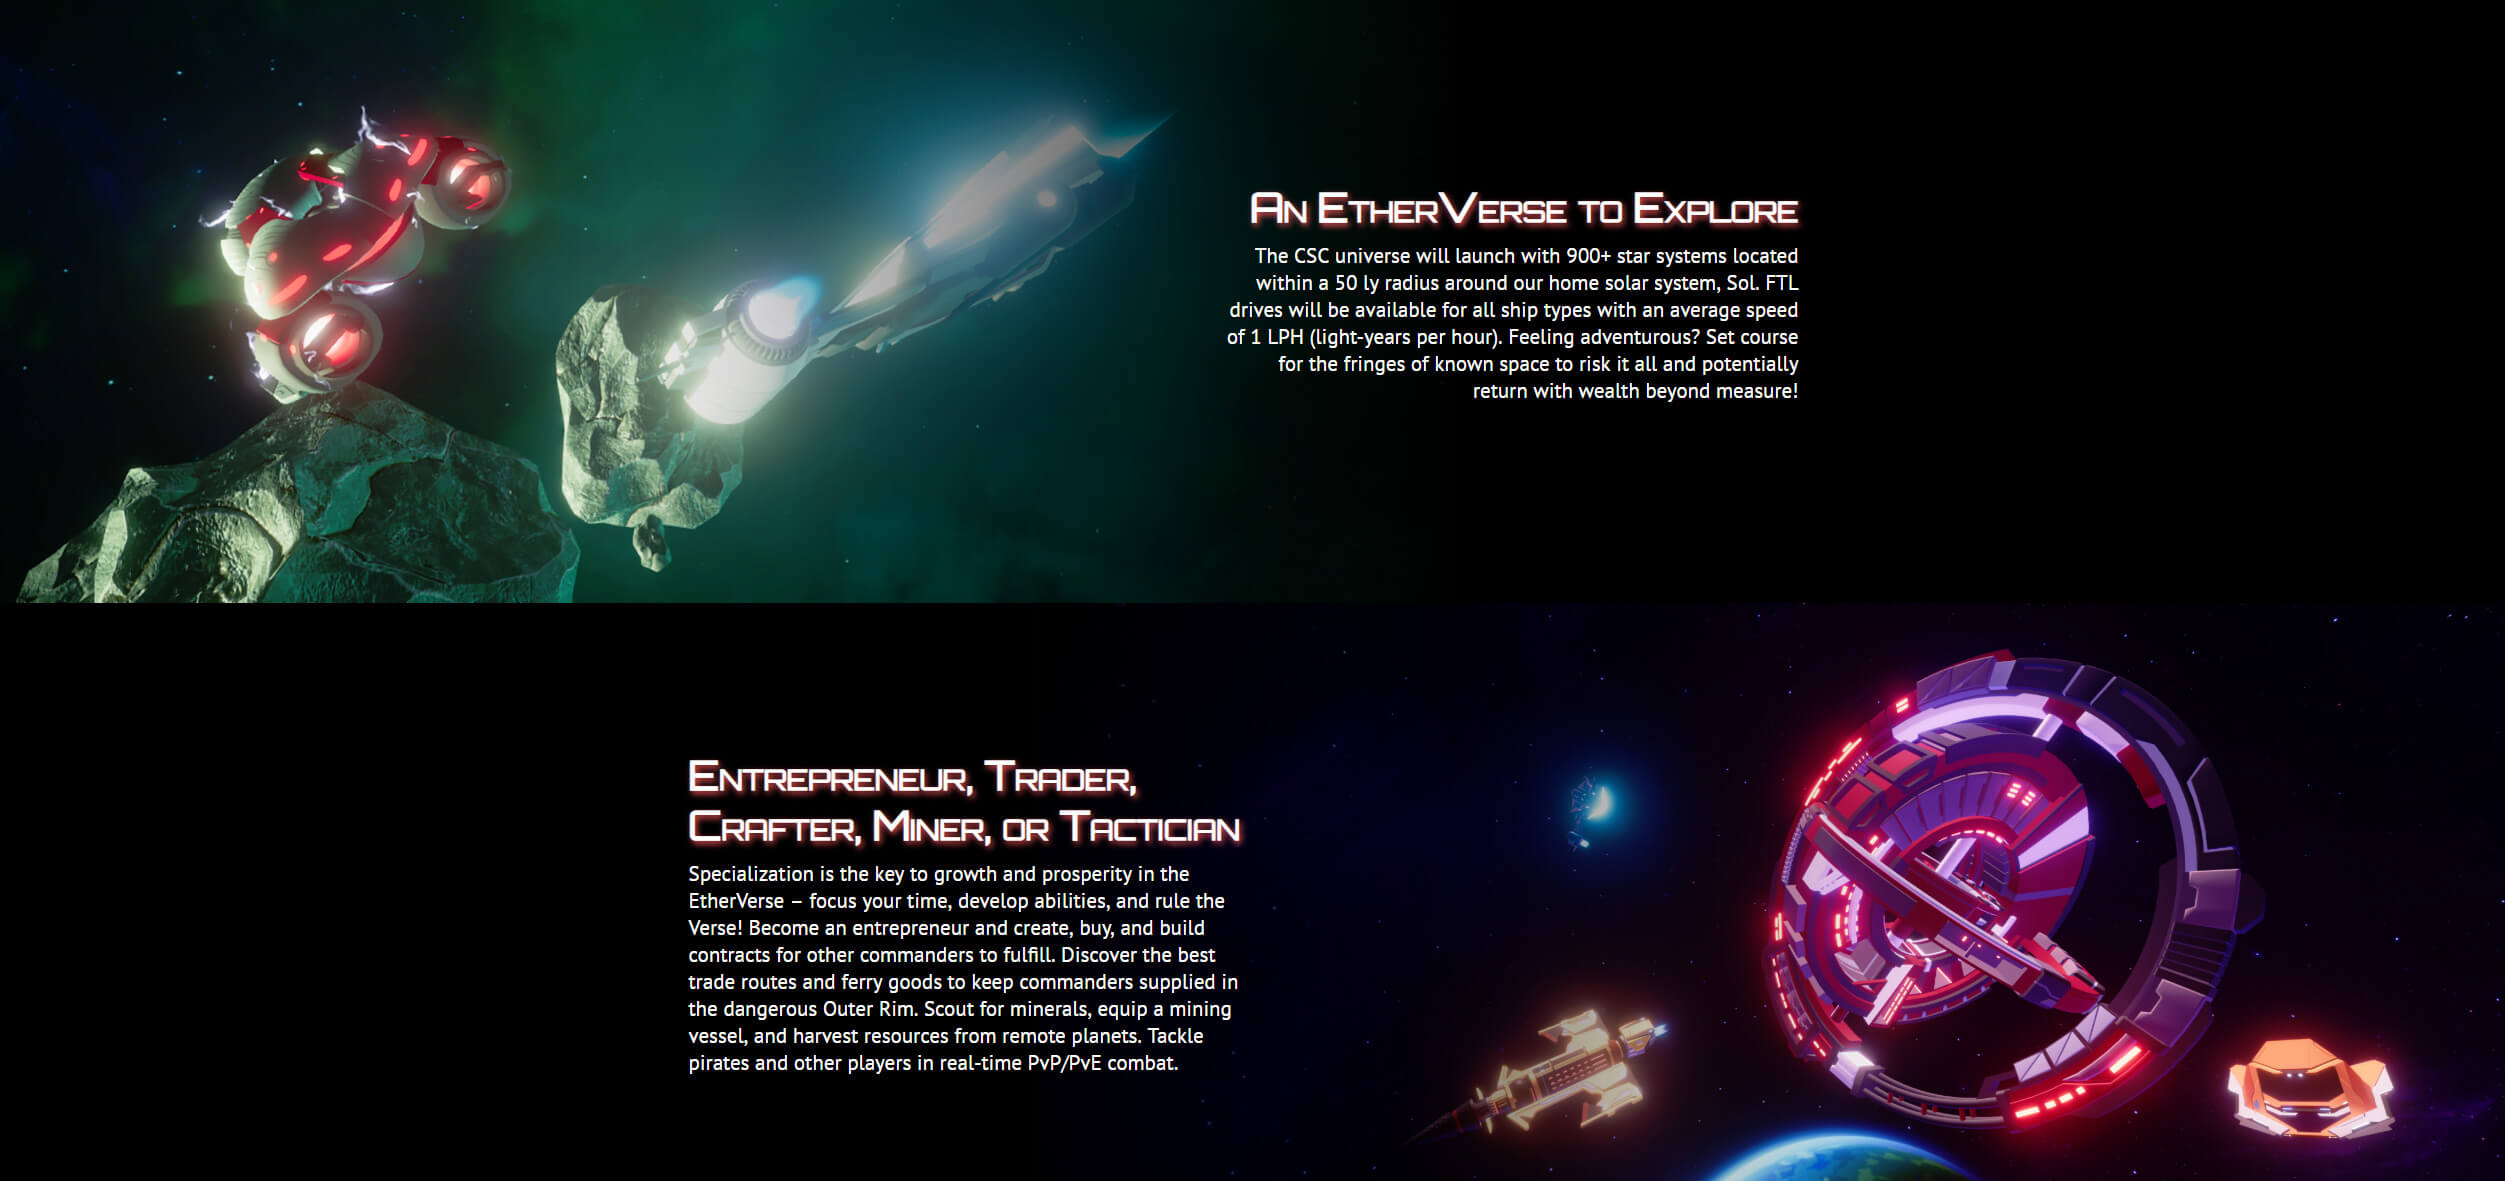 An EtherVerse to Explore
The CSC universe will launch with 900+ star systems located
within a 50 ly radius around our home solar system, Sol. FTL
drives will be available for all ship types with an average speed
of 1 LPH (light-years per hour). Feeling adventurous? Set course
for the fringes of known space to risk it all and potentially
return with wealth beyond measure!
Entrepreneur, Trader,
Crafter, Miner, or Tactician
Specialization is the key to growth and prosperity in the
EtherVerse – focus your time, develop abilities, and rule the
Verse! Become an entrepreneur and create, buy, and build
contracts for other commanders to fulfill. Discover the best
trade routes and ferry goods to keep commanders supplied in
the dangerous Outer Rim. Scout for minerals, equip a mining
vessel, and harvest resources from remote planets. Tackle
pirates and other players in real-time PvP/PvE combat.